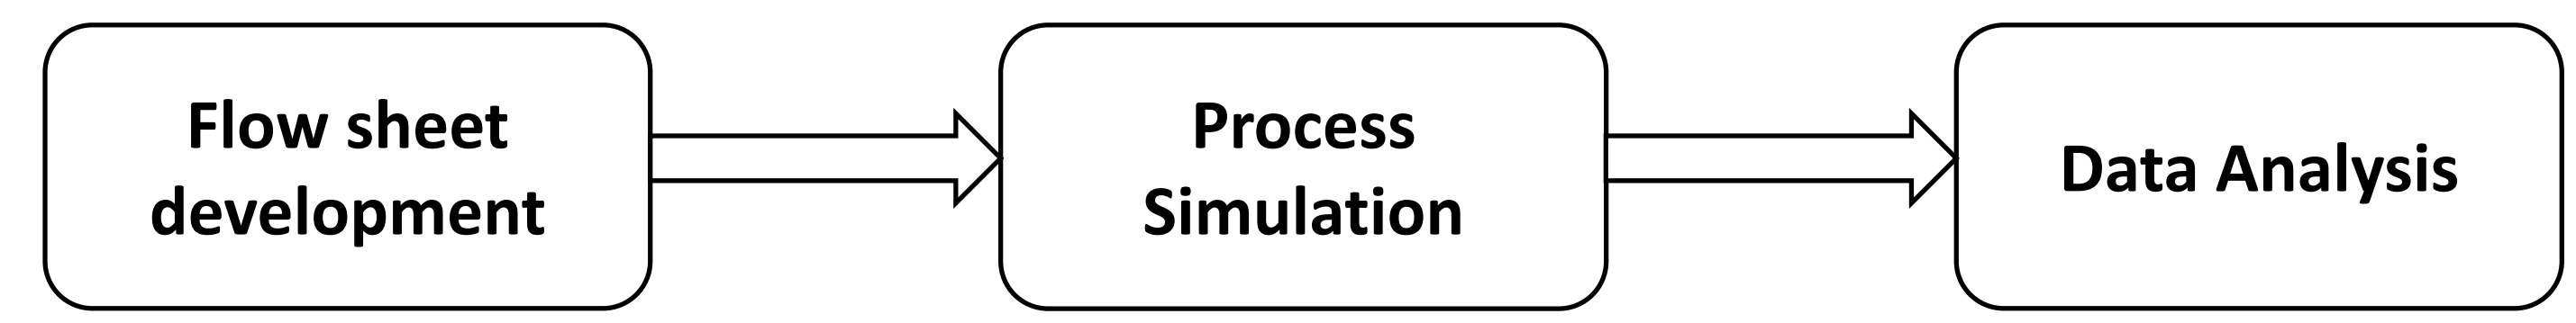 Flow sheet
development
Process
Simulation
Data Analysis